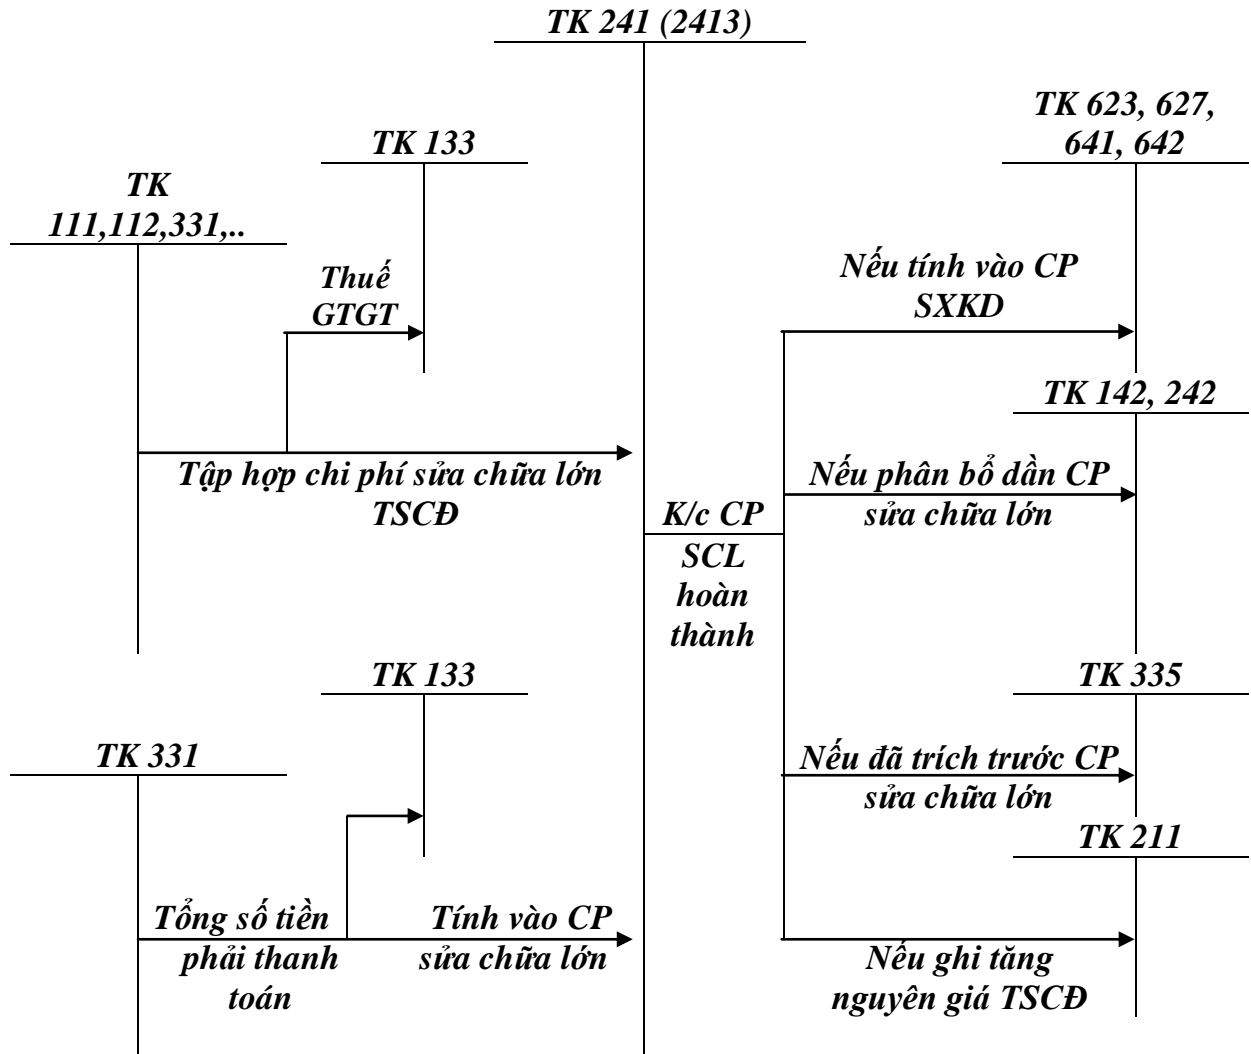 TK 241 (2413)
TK 623, 627,
641, 642
TK 133
TK
111,112,331,..
Thuế
GTGT
Nếu tính vào CP
SXKD
TK 142, 242
Tập hợp chi phí sửa chữa lớn
TSCĐ
Nếu phân bổ dần CP
sửa chữa lớn
K/c CP
SCL
hoàn
thành
TK 133
TK 335
TK 331
Nếu đã trích trước CP
sửa chữa lớn
TK 211
Tổng số tiền
phải thanh
toán
Tính vào CP
sửa chữa lớn
Nếu ghi tăng
nguyên giá TSCĐ